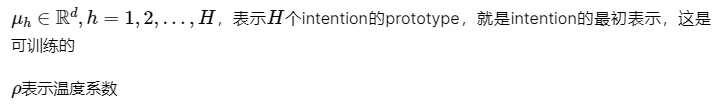 μ_h ∈ ℝ^d, h = 1, 2, …, H，表示H个intention的prototype，就是intention的最初表示，这是
可训练的
ρ表示温度系数